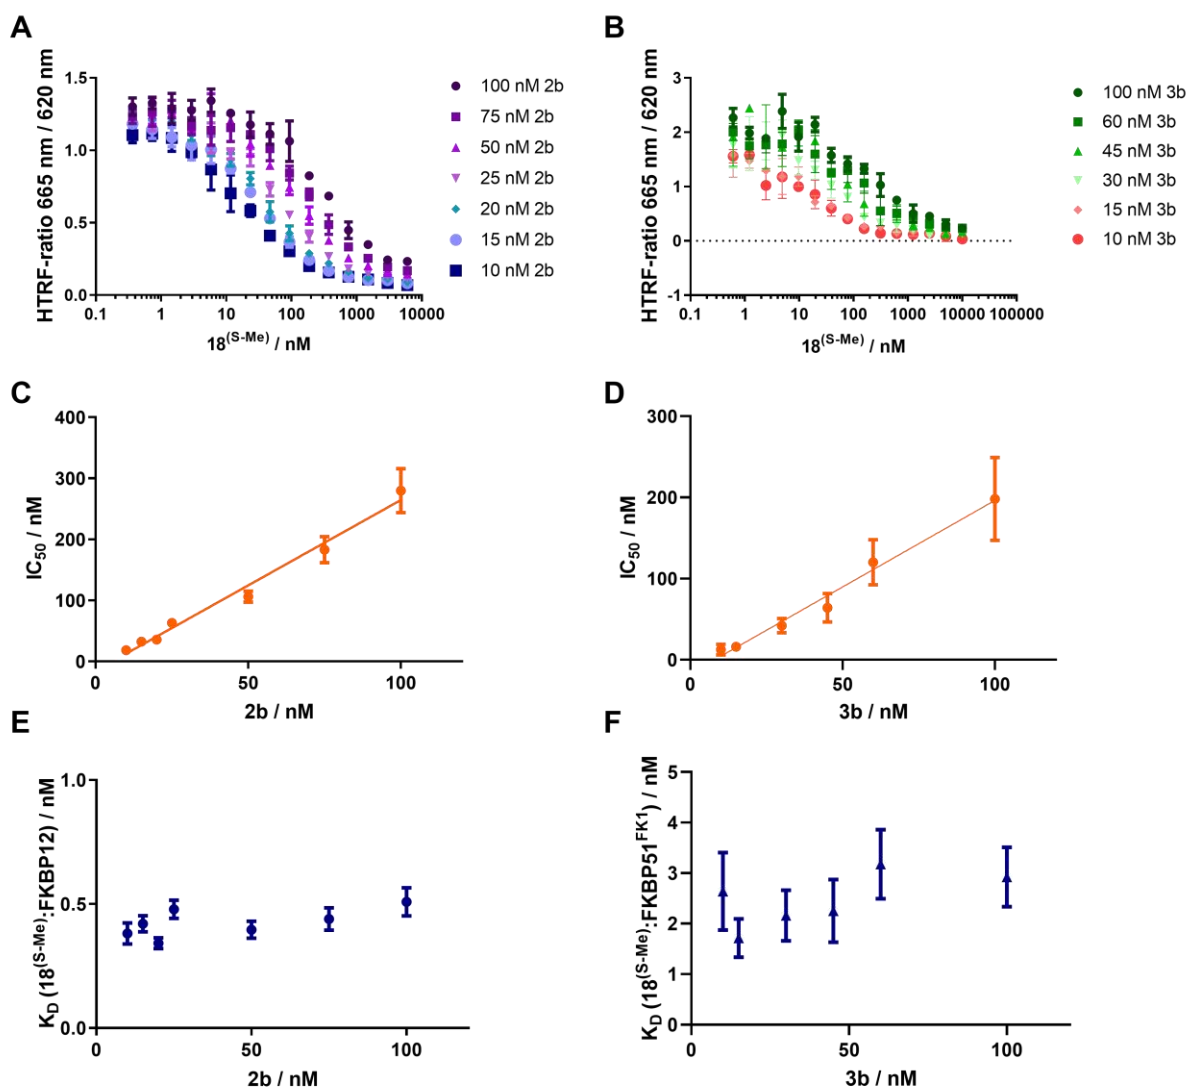 A
HTRF-ratio 665 nm / 620 nm
1.5
1.0
0.5
0.0
0.1
1
10
100
1000
10000
18(S-Me) / nM
100 nM 2b
75 nM 2b
50 nM 2b
25 nM 2b
20 nM 2b
15 nM 2b
10 nM 2b
B
HTRF-ratio 665 nm / 620 nm
3
2
1
0
-1
0.1
1
10
100
1000
10000
100000
18(S-Me) / nM
100 nM 3b
60 nM 3b
45 nM 3b
30 nM 3b
15 nM 3b
10 nM 3b
C
IC50 / nM
400
300
200
100
0
0
50
100
2b / nM
D
IC50 / nM
300
200
100
0
0
50
100
3b / nM
E
KD (18(S-Me):FKBP12) / nM
1.0
0.5
0.0
0
50
100
2b / nM
F
KD (18(S-Me):FKBP51FK1) / nM
5
4
3
2
1
0
0
50
100
3b / nM